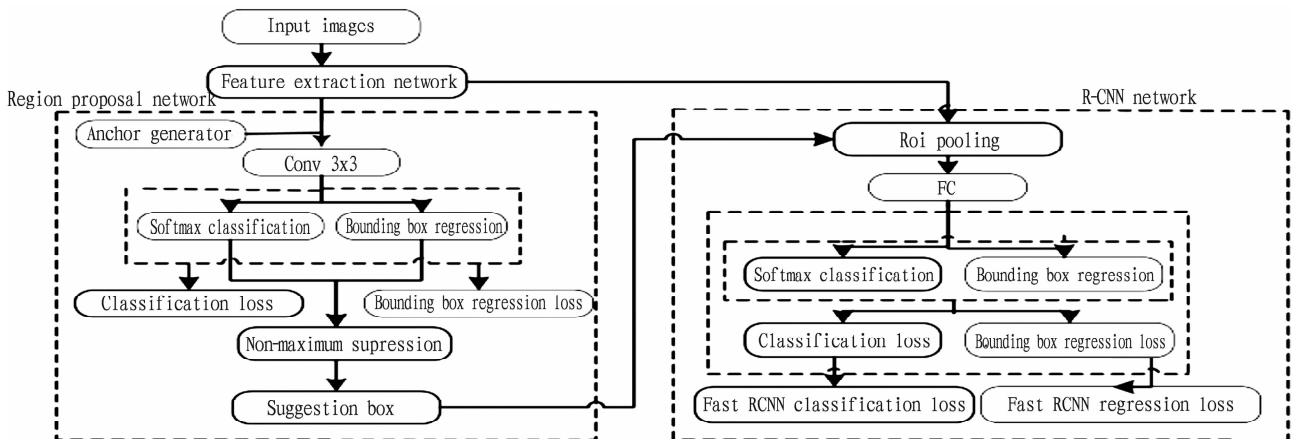 Input images
Feature extraction network
Region proposal network
Anchor generator
Conv 3x3
Softmax classification
Bounding box regression
Classification loss
Bounding box regression loss
Non-maximum supression
Suggestion box
R-CNN network
Roi pooling
FC
Softmax classification
Bounding box regression
Classification loss
Bounding box regression loss
Fast RCNN classification loss
Fast RCNN regression loss